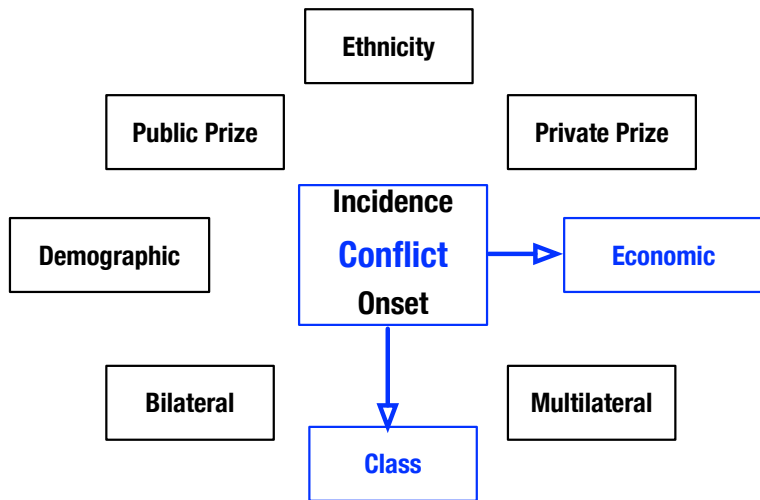 Ethnicity
Public Prize
Private Prize
Incidence
Demographic
Conflict
Economic
Onset
Bilateral
Multilateral
Class